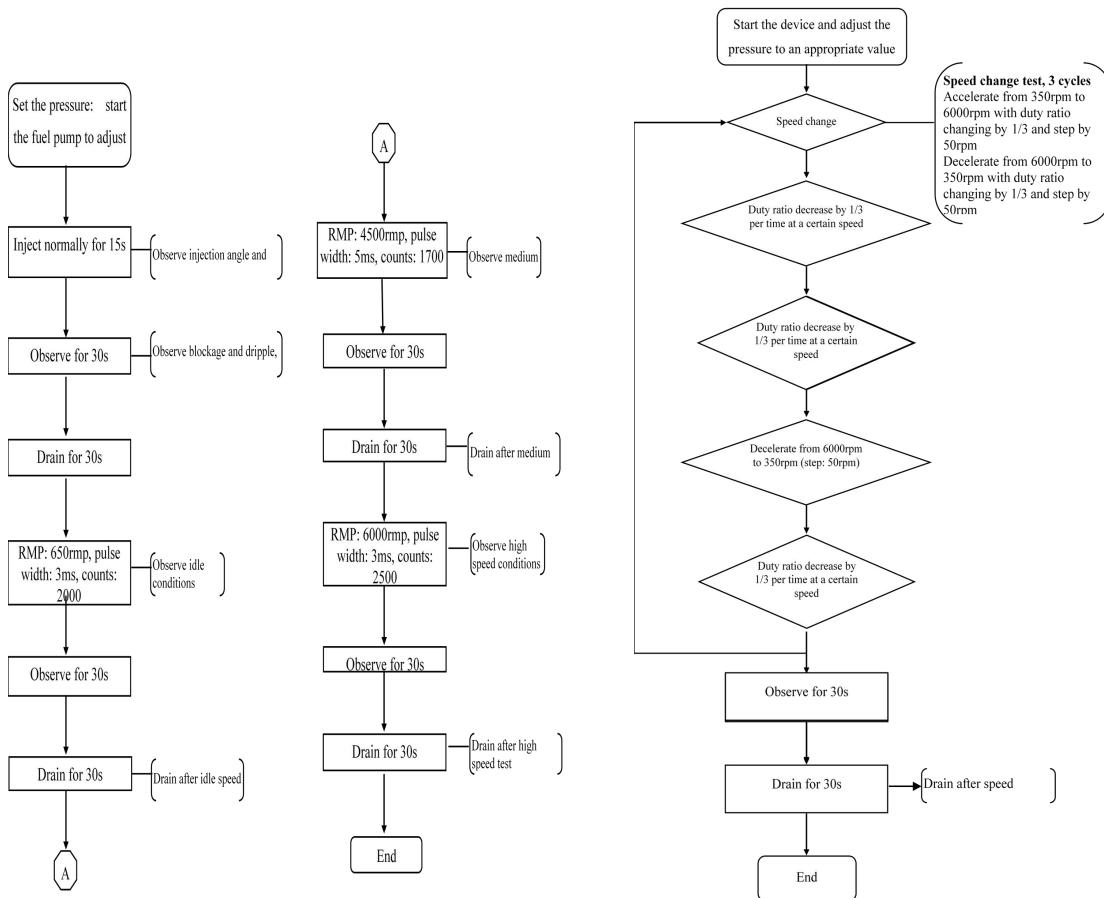 Set the pressure: start
the fuel pump to adjust
Inject normally for 15s
Observe injection angle and
Observe for 30s
Observe blockage and dripple,
Drain for 30s
RMP: 650rmp, pulse
width: 3ms, counts:
2000
Observe idle
conditions
Observe for 30s
Drain for 30s
Drain after idle speed
A
A
RMP: 4500rmp, pulse
width: 5ms, counts: 1700
Observe medium
Observe for 30s
Drain for 30s
Drain after medium
RMP: 6000rmp, pulse
width: 3ms, counts:
2500
Observe high
speed conditions
Observe for 30s
Drain for 30s
Drain after high
speed test
End
Start the device and adjust the
pressure to an appropriate value
Speed change
Speed change test, 3 cycles
Accelerate from 350rpm to
6000rpm with duty ratio
changing by 1/3 and step by
50rpm
Decelerate from 6000rpm to
350rpm with duty ratio
changing by 1/3 and step by
50rpm
Duty ratio decrease by 1/3
per time at a certain speed
Duty ratio decrease by
1/3 per time at a certain
speed
Decelerate from 6000rpm
to 350rpm (step: 50rpm)
Duty ratio decrease by
1/3 per time at a certain
speed
Observe for 30s
Drain for 30s
Drain after speed
End